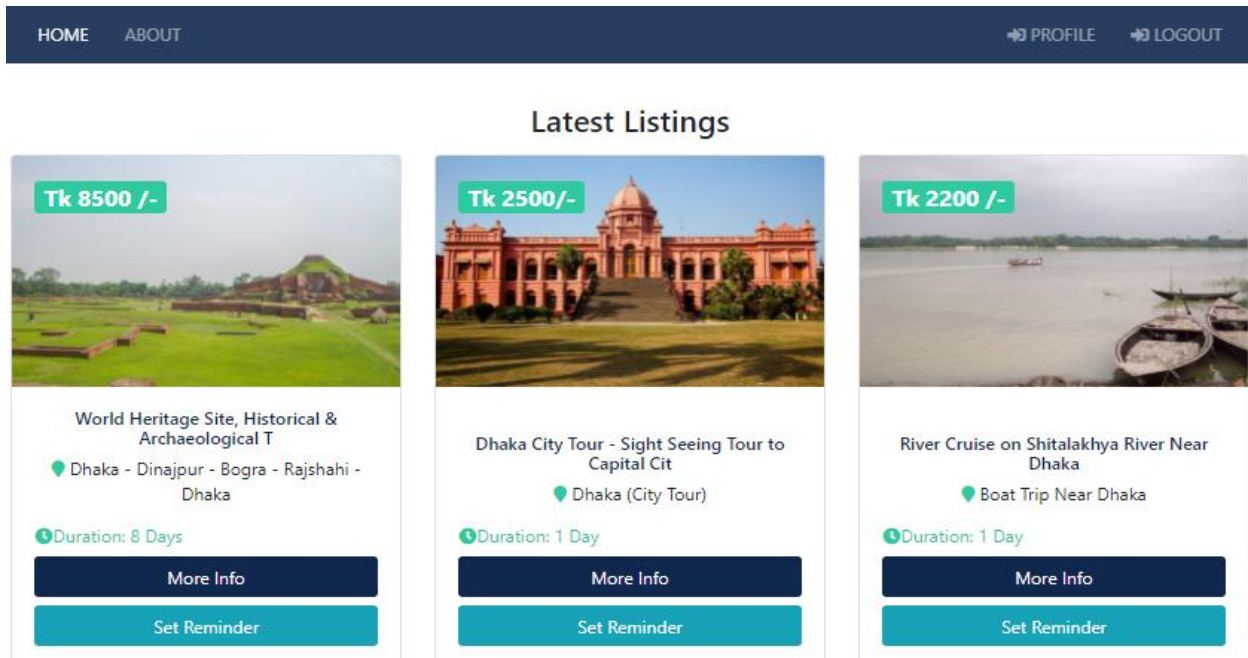 HOME ABOUT PROFILE LOGOUT
Latest Listings
Tk 8500 /-
World Heritage Site, Historical &
Archaeological T
Dhaka - Dinajpur - Bogra - Rajshahi -
Dhaka
Duration: 8 Days
More Info
Set Reminder
Tk 2500/-
Dhaka City Tour - Sight Seeing Tour to
Capital Cit
Dhaka (City Tour)
Duration: 1 Day
More Info
Set Reminder
Tk 2200 /-
River Cruise on Shitalakhya River Near
Dhaka
Boat Trip Near Dhaka
Duration: 1 Day
More Info
Set Reminder